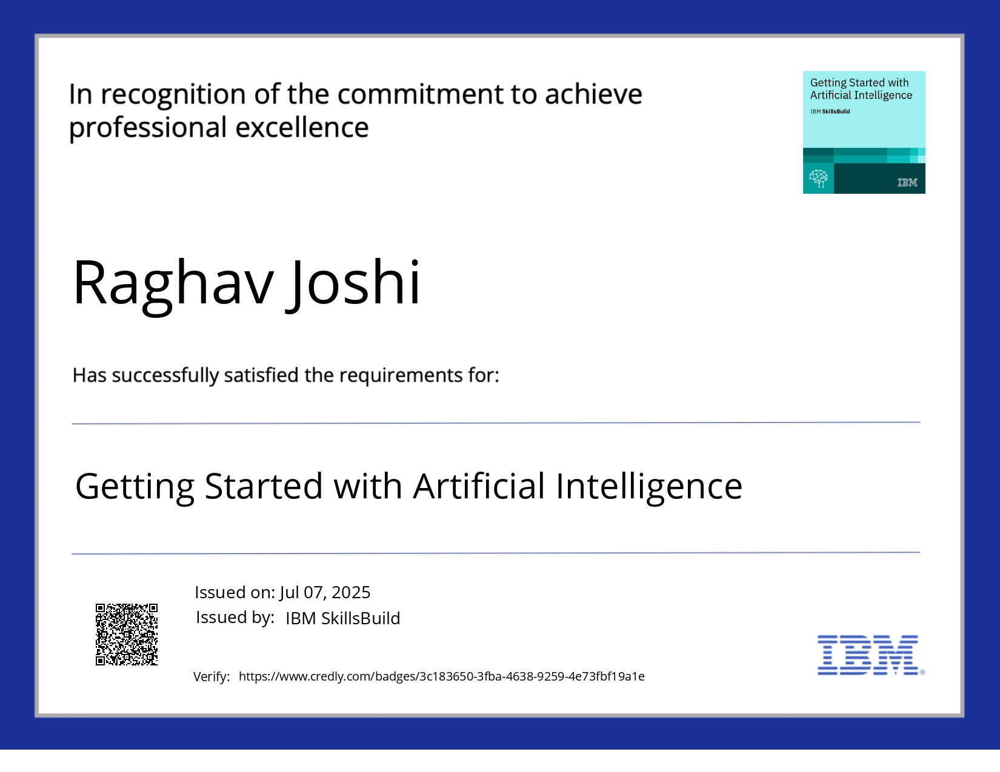 In recognition of the commitment to achieve
professional excellence
Getting Started with
Artificial Intelligence
IBM SkillsBuild
IBM
Raghav Joshi
Has successfully satisfied the requirements for:
Getting Started with Artificial Intelligence
Issued on: Jul 07, 2025
Issued by: IBM SkillsBuild
Verify: https://www.credly.com/badges/3c183650-3fba-4638-9259-4e73fbf19a1e
IBM®